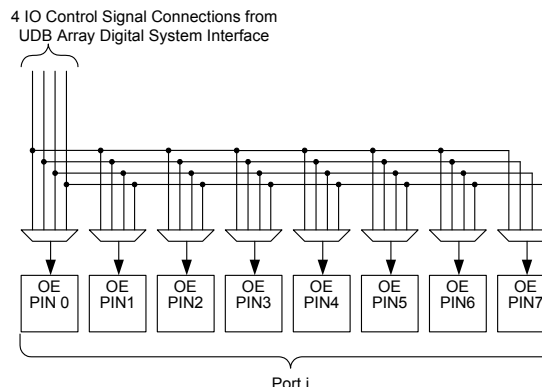 4 IO Control Signal Connections from
UDB Array Digital System Interface
OE
PIN 0
OE
PIN1
OE
PIN2
OE
PIN3
OE
PIN4
OE
PIN5
OE
PIN6
OE
PIN7
Port i